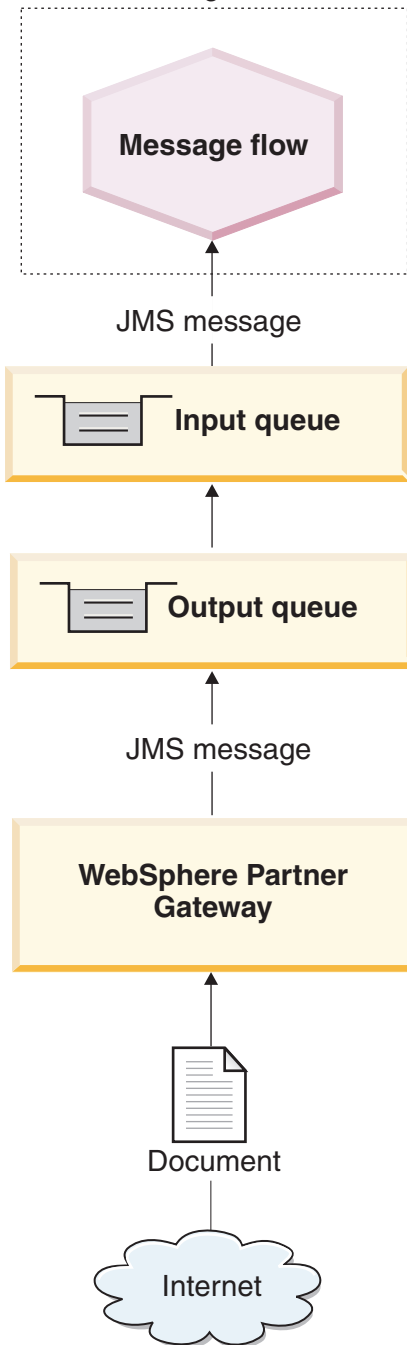 Message flow
JMS message
Input queue
Output queue
JMS message
WebSphere Partner
Gateway
Document
Internet